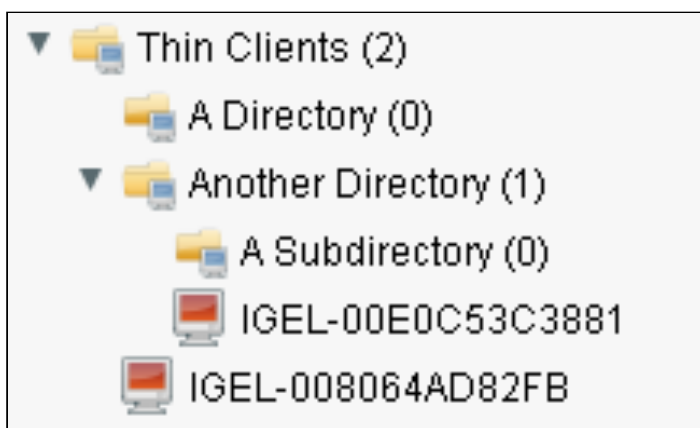 Thin Clients (2)
A Directory (0)
Another Directory (1)
A Subdirectory (0)
IGEL-00E0C53C3881
IGEL-008064AD82FB